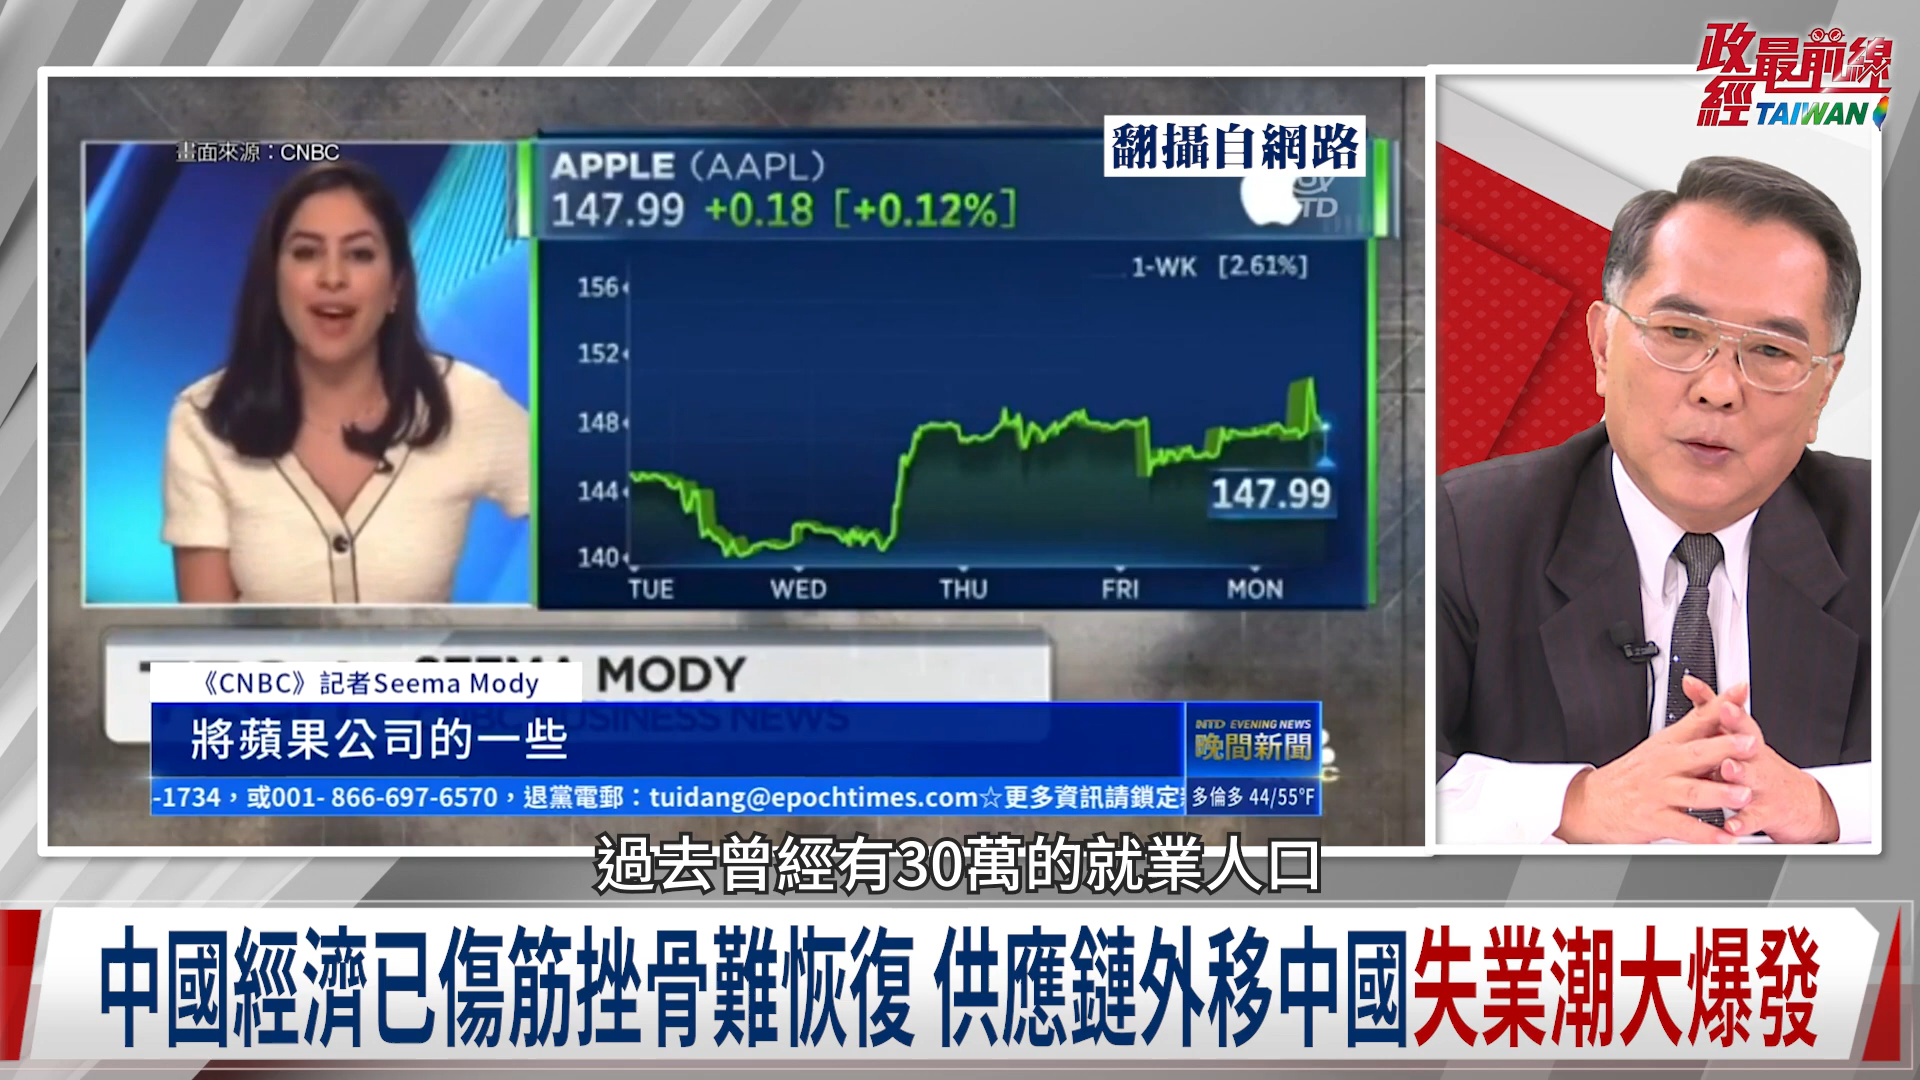 政經最前線
TAIWAN
畫面來源：CNBC
翻攝自網路
APPLE (AAPL)
147.99 +0.18 [+0.12%]
TD
1-WK [2.61%]
156
152
148
144
140
147.99
TUE WED THU FRI MON
MODY
《CNBC》記者Seema Mody
BUSINESS NEWS
將蘋果公司的一些
NTD EVENING NEWS
晚間新聞
-1734，或001- 866-697-6570，退黨電郵：tuidang@epochtimes.com☆更多資訊請鎖定
多倫多 44/55°F
過去曾經有30萬的就業人口
中國經濟已傷筋挫骨難恢復 供應鏈外移中國失業潮大爆發